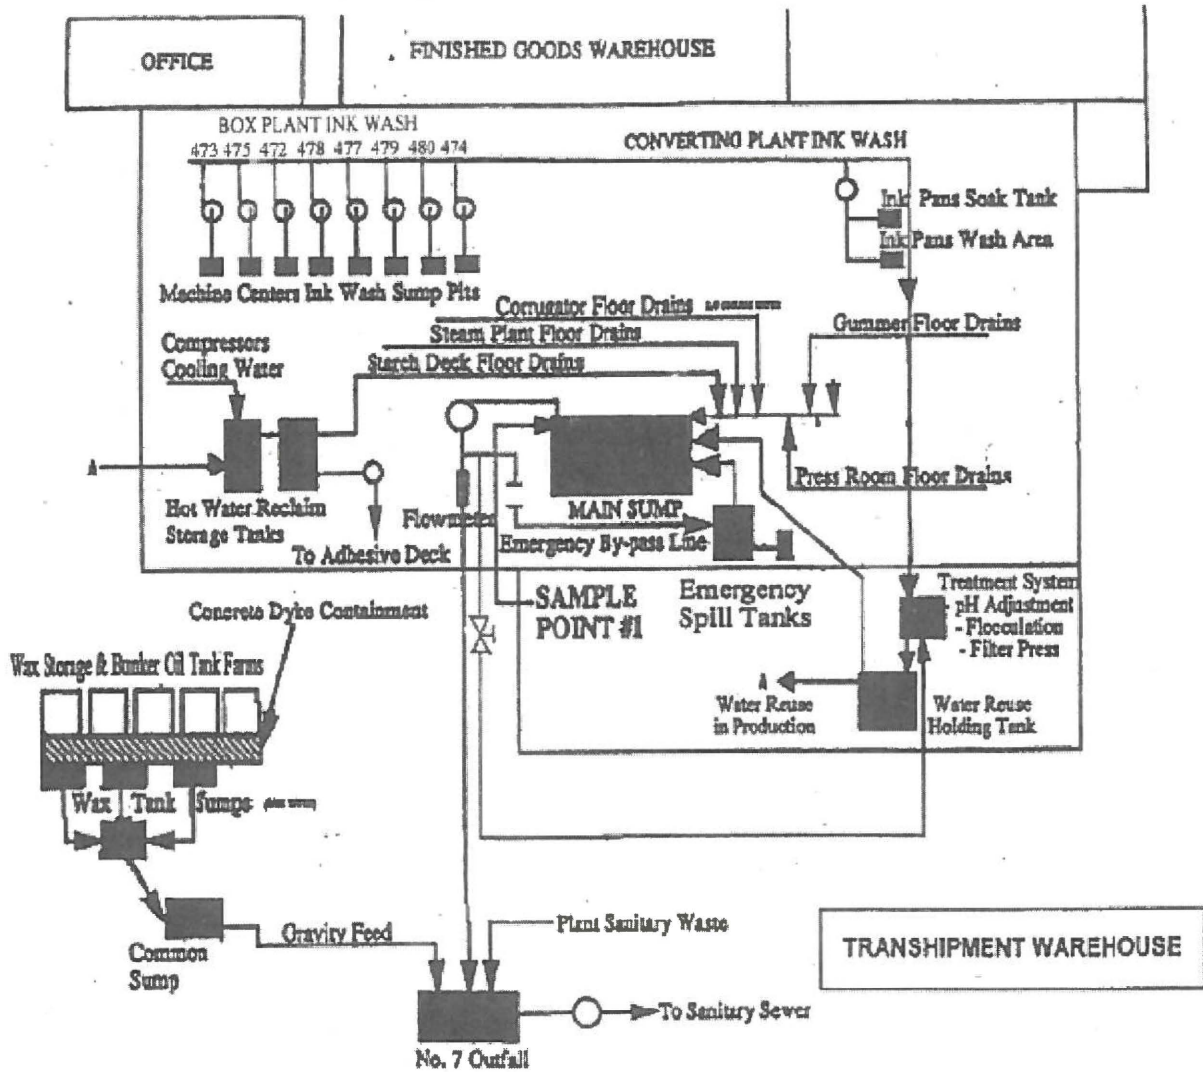 OFFICE
FINISHED GOODS WAREHOUSE
BOX PLANT INK WASH
473 475 472 478 477 479 480 474
CONVERTING PLANT INK WASH
Ink Pans Soak Tank
Ink Pans Wash Area
Machine Centers Ink Wash Sump Pits
Corrugator Floor Drains
Steam Plant Floor Drains
Starch Deck Floor Drains
Gummer Floor Drains
Compressors
Cooling Water
A
Hot Water Reclaim
Storage Tanks
To Adhesive Deck
Flowmeter
MAIN SUMP
Emergency By-pass Line
Press Room Floor Drains
Emergency
Spill Tanks
SAMPLE
POINT #1
Treatment System
- pH Adjustment
- Flocculation
- Filter Press
A
Water Reuse
in Production
Water Reuse
Holding Tank
Concrete Dyke Containment
Wax Storage & Bunker Oil Tank Farms
Wax Tank Sumps
Common
Sump
Gravity Feed
Plant Sanitary Waste
TRANSHIPMENT WAREHOUSE
To Sanitary Sewer
No. 7 Outfall